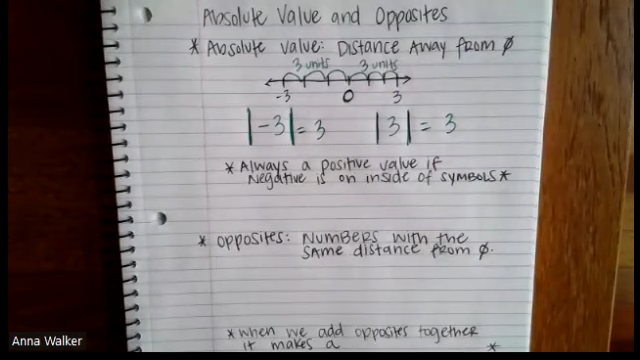 Absolute Value and Opposites
* Absolute Value: Distance Away from 0
3 units 3 units
-3 0 3
|-3| = 3 |3| = 3
* Always a positive value if
Negative is on inside of symbols *
* Opposites: Numbers with the
same distance from 0.
* when we add opposites together
it makes a *
Anna Walker